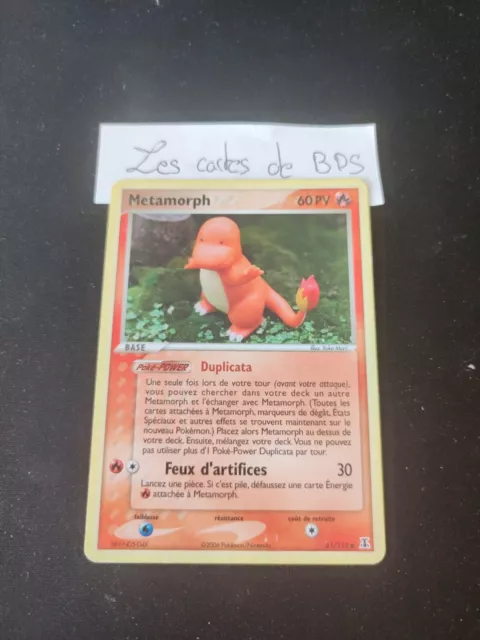 Les cartes de BDS
Metamorph 60 PV
BASE
Poké-POWER Duplicata
Une seule fois lors de votre tour (avant votre attaque),
vous pouvez chercher dans votre deck un autre
Metamorph et l'échanger avec Metamorph. (Toutes les
cartes attachées à Metamorph, marqueurs de dégât, États
Spéciaux et autres effets se trouvent maintenant sur le
nouveau Pokémon.) Placez alors Metamorph au dessus de
votre deck. Ensuite, mélangez votre deck. Vous ne pouvez
pas utiliser plus d'1 Poké-Power Duplicata par tour.
Feux d'artifices 30
Lancez une pièce. Si c'est pile, défaussez une carte Énergie
attachée à Metamorph.
faiblesse résistance coût de retraite